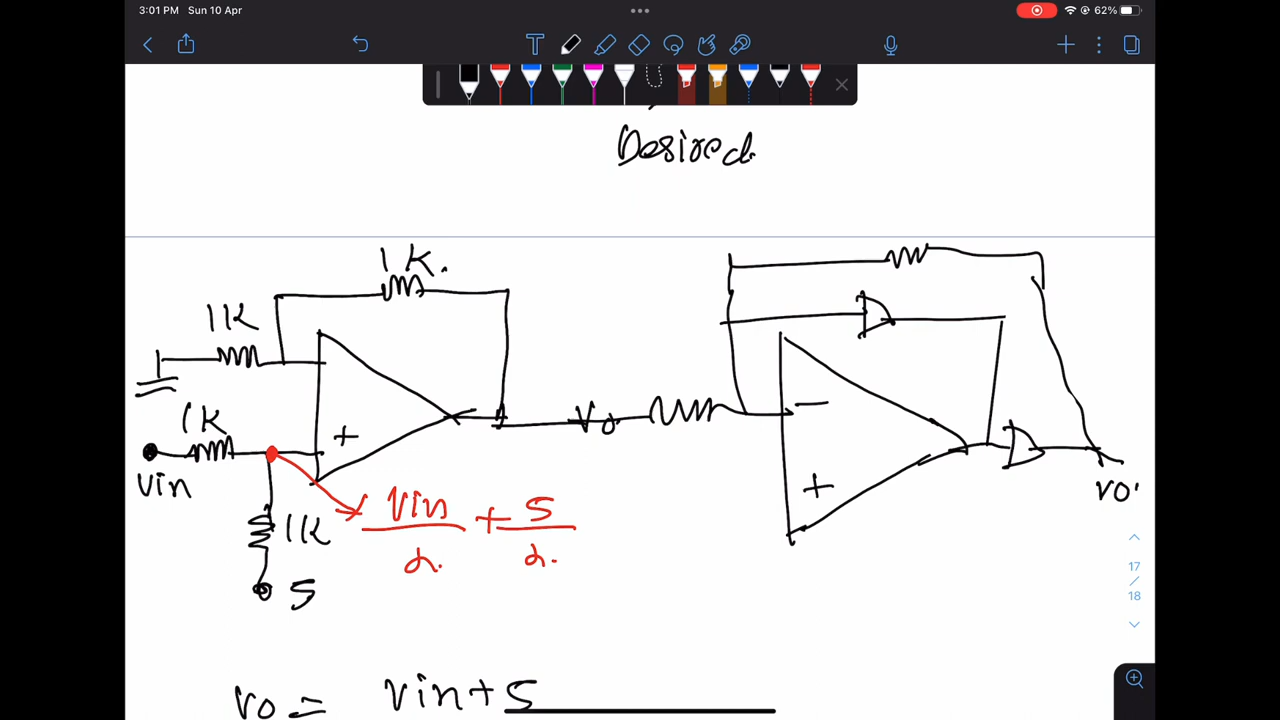 3:01 PM Sun 10 Apr
62%
T
Desired
1K.
1K
1K
Vin
+
1K
5
Vin/2. + 5/2.
Vo
-
+
Vo
17
/
18
Vo = Vin+5